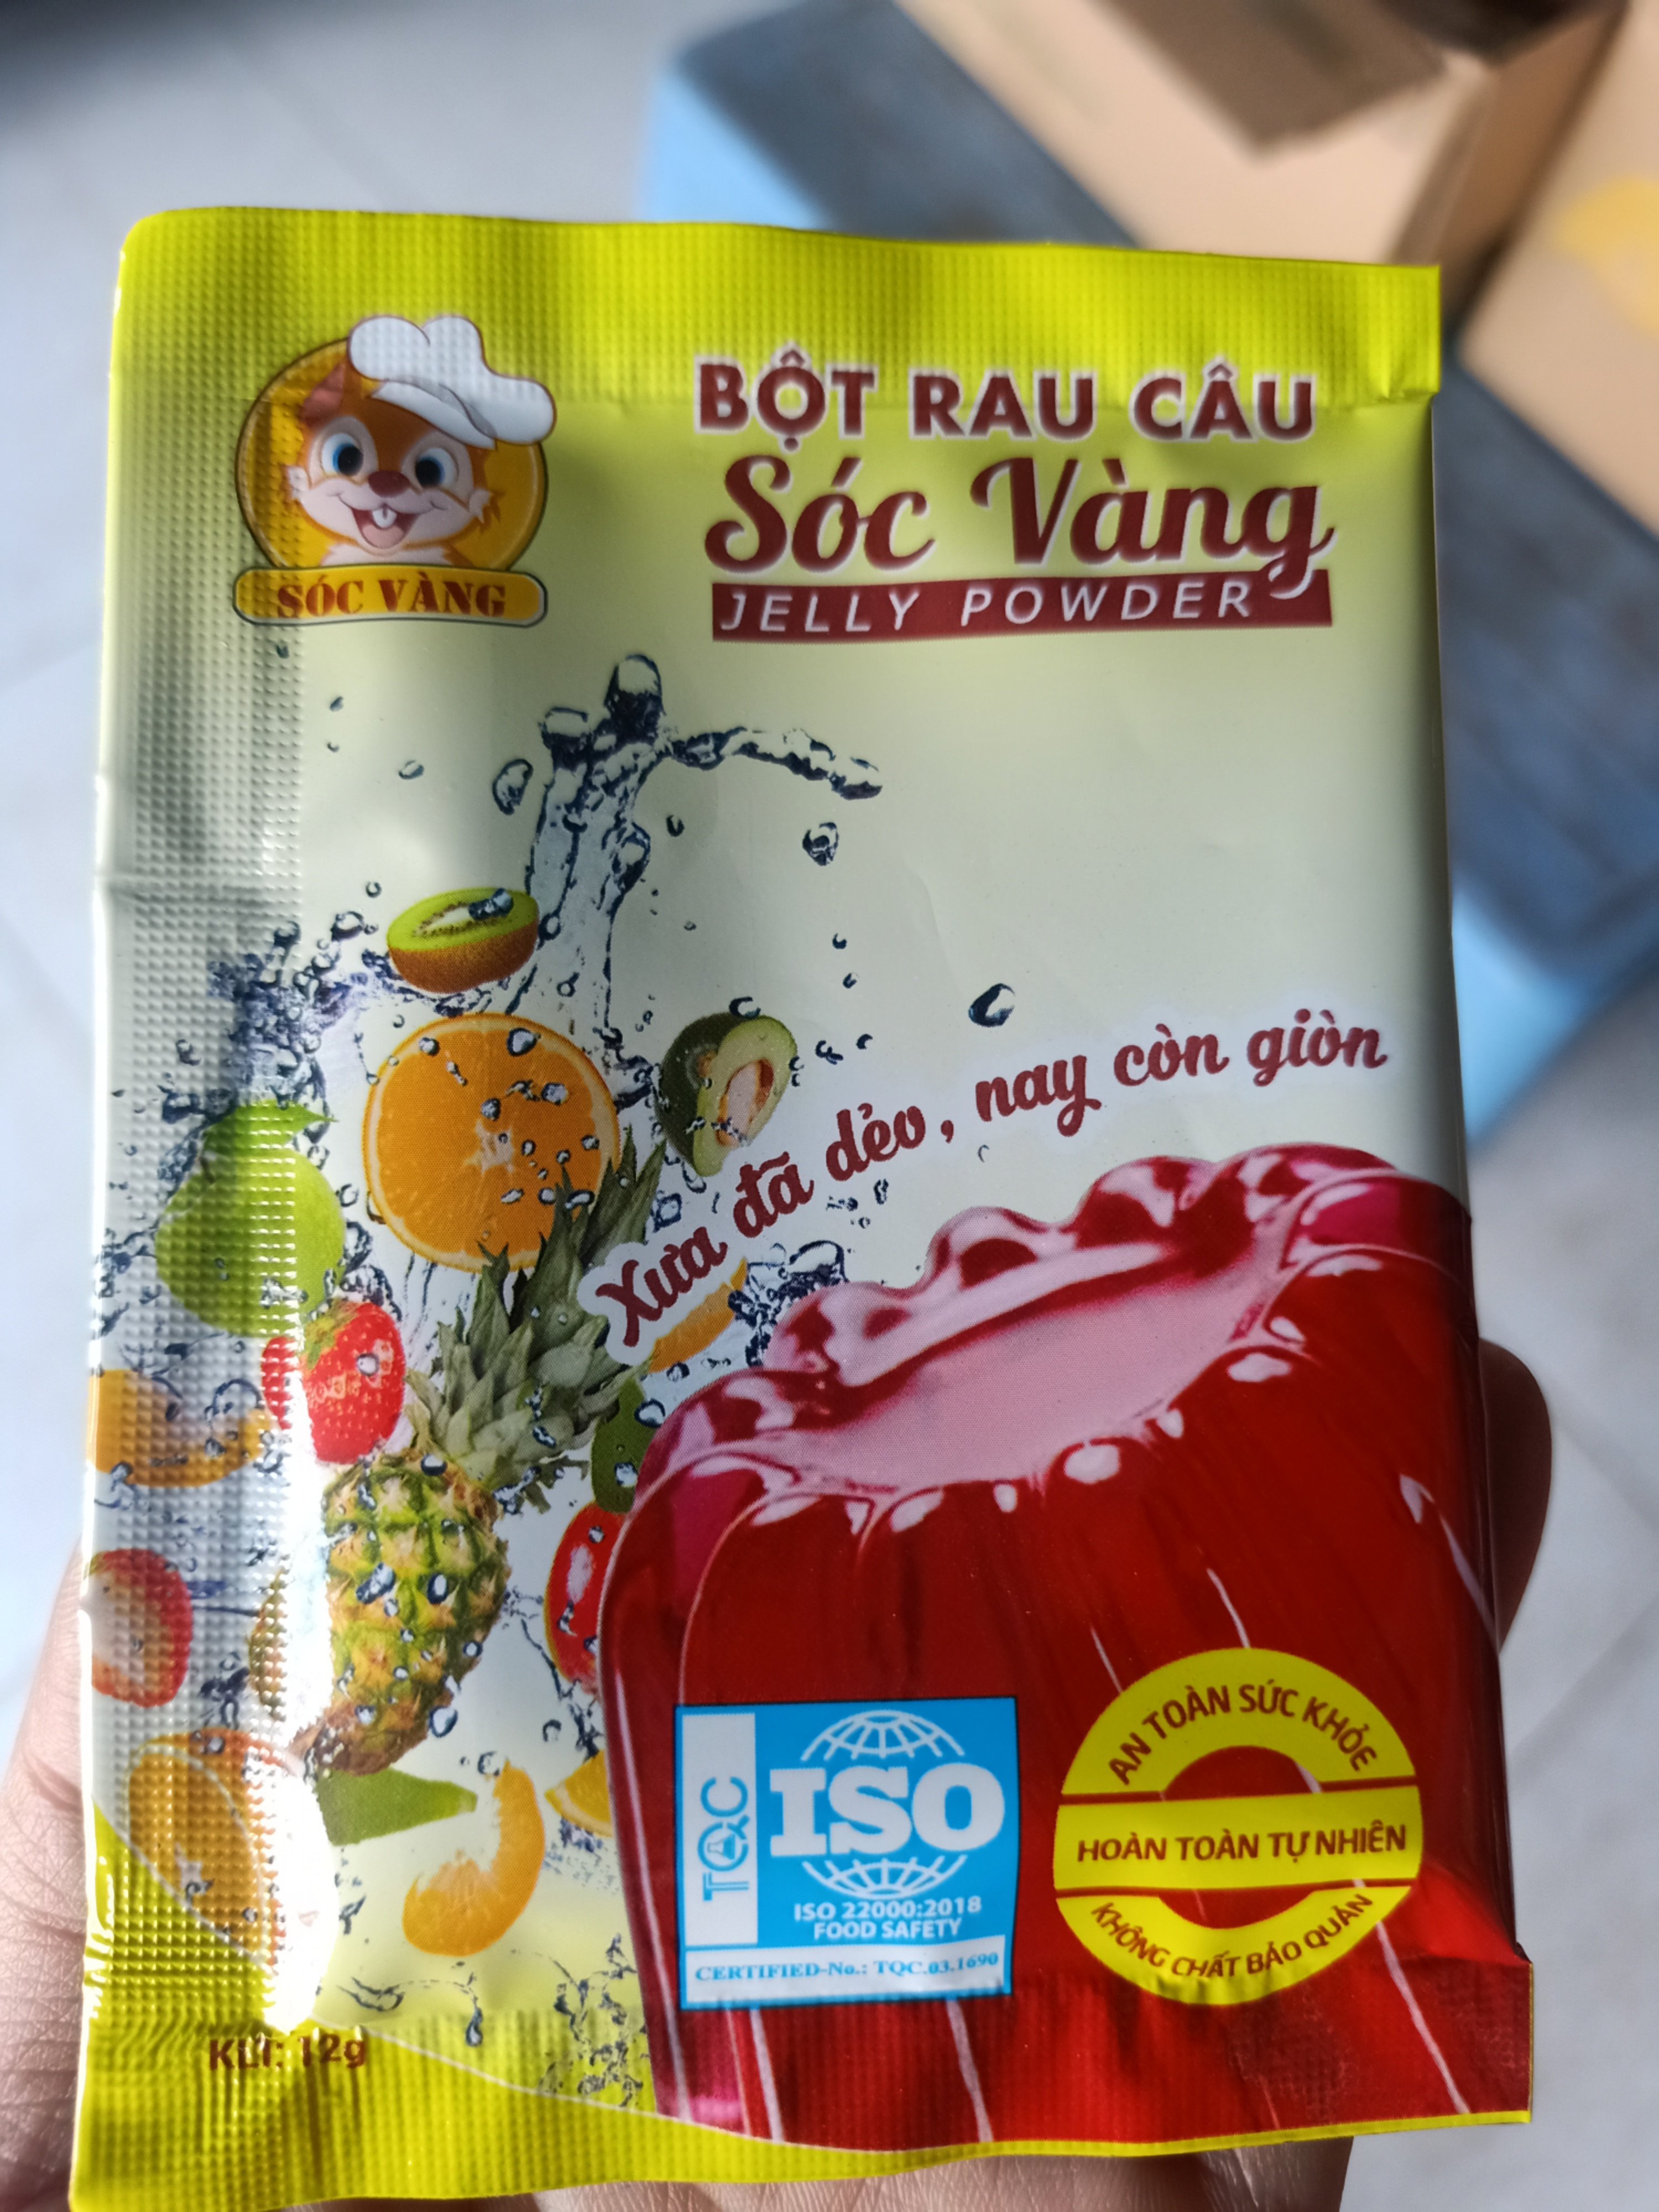 SÓC VÀNG
BỘT RAU CÂU
Sóc Vàng
JELLY POWDER
Xưa đã dẻo, nay còn giòn
TQC
ISO
ISO 22000:2018
FOOD SAFETY
CERTIFIED-No.: TQC.03.1690
AN TOÀN SỨC KHỎE
HOÀN TOÀN TỰ NHIÊN
KHÔNG CHẤT BẢO QUẢN
KLT: 12g